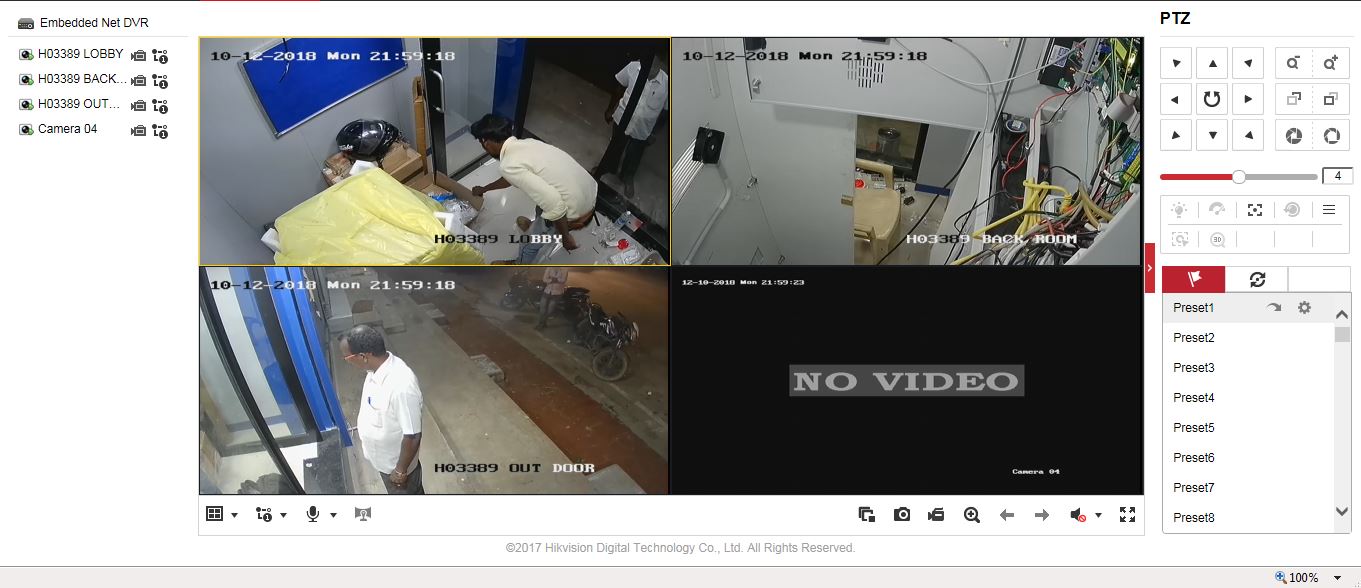 Embedded Net DVR
H03389 LOBBY
H03389 BACK...
H03389 OUT...
Camera 04
10-12-2018 Mon 21:59:18
H03389 LOBBY
10-12-2018 Mon 21:59:18
H03389 BACK ROOM
10-12-2018 Mon 21:59:18
H03389 OUT DOOR
12-10-2018 Mon 21:59:23
NO VIDEO
Camera 04
PTZ
4
3D
Preset1
Preset2
Preset3
Preset4
Preset5
Preset6
Preset7
Preset8
©2017 Hikvision Digital Technology Co., Ltd. All Rights Reserved.
100%